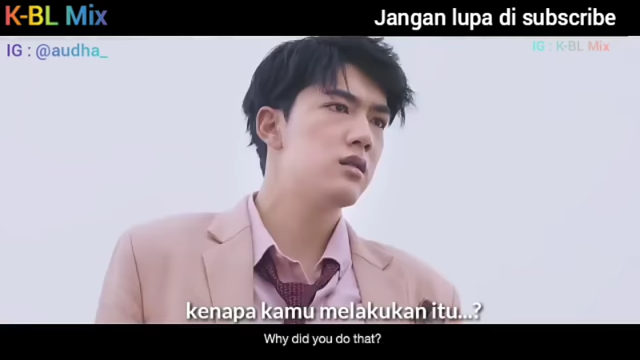 K-BL Mix
Jangan lupa di subscribe
IG : @audha_
IG : K-BL Mix
kenapa kamu melakukan itu...?
Why did you do that?